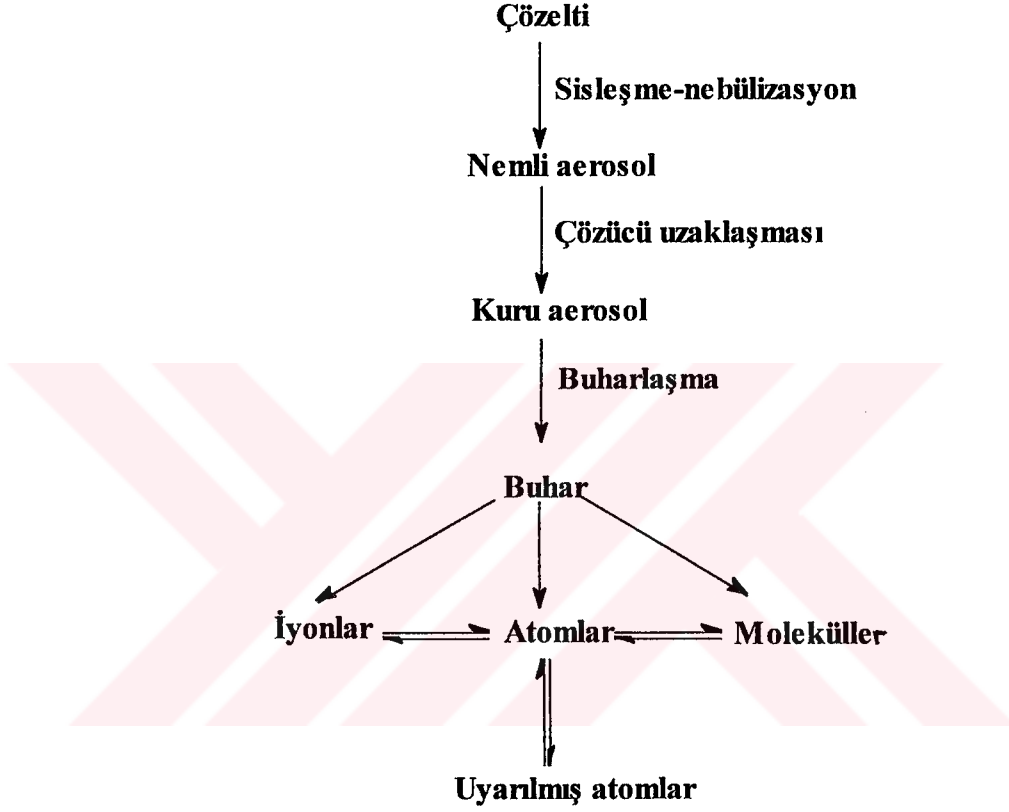 Çözelti
Sisleşme-nebülizasyon
Nemli aerosol
Çözücü uzaklaşması
Kuru aerosol
Buharlaşma
Buhar
İyonlar Atomlar Moleküller
Uyarılmış atomlar